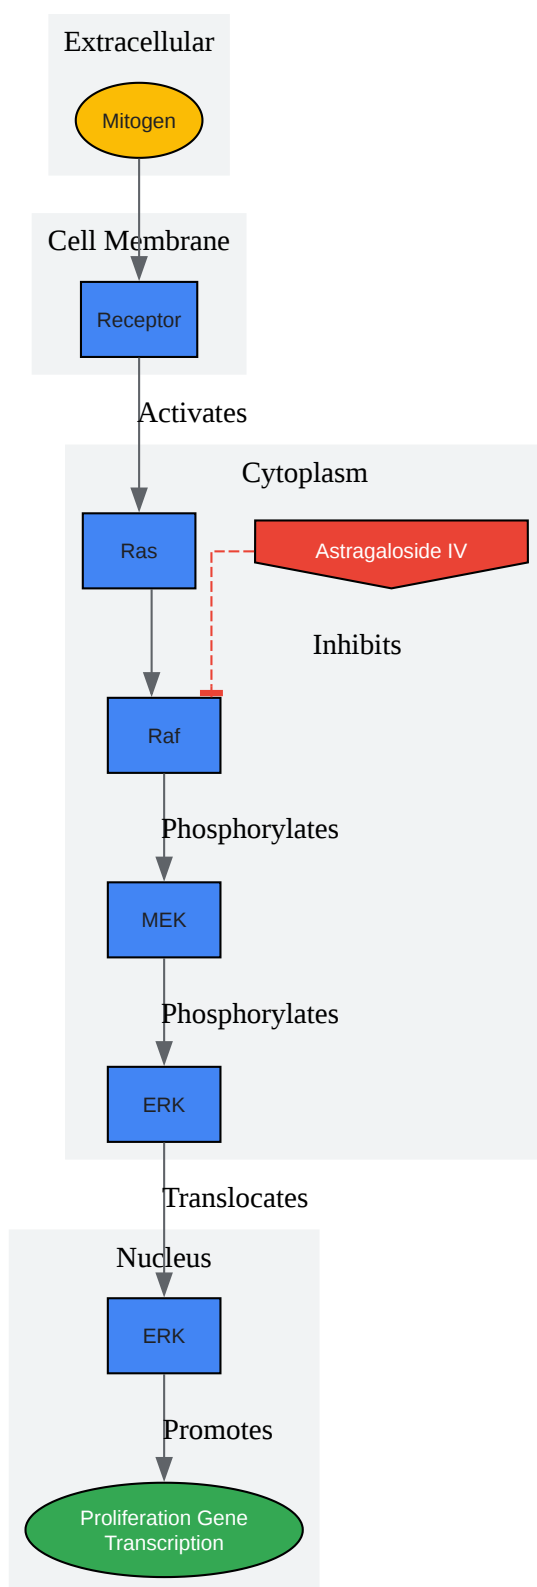 Extracellular
Mitogen
Cell Membrane
Receptor
Activates
Cytoplasm
Ras
Astragaloside IV
Inhibits
Raf
Phosphorylates
MEK
Phosphorylates
ERK
Translocates
Nucleus
ERK
Promotes
Proliferation Gene
Transcription